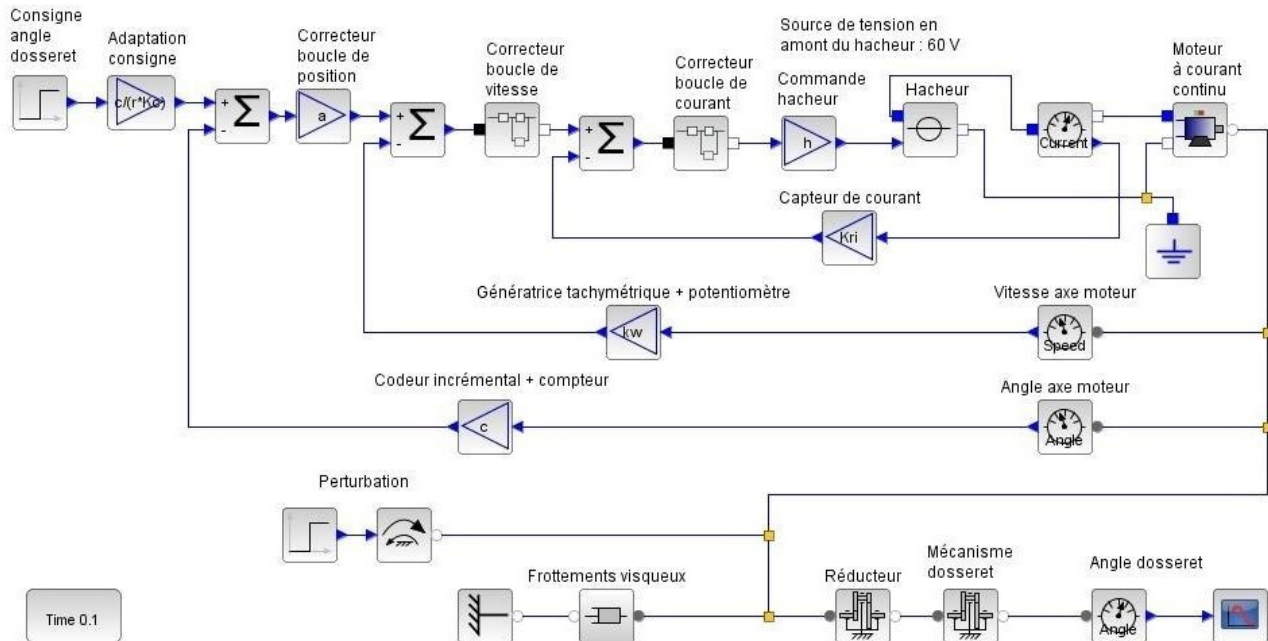 Consigne
angle
dosseret
Adaptation
consigne
Correcteur
boucle de
position
Correcteur
boucle de
vitesse
Correcteur
boucle de
courant
Source de tension en
amont du hacheur : 60 V
Commande
hacheur
Hacheur
Moteur
à courant
continu
c/(r*Kc)
+
-
Σ
a
+
-
Σ
+
-
Σ
h
Current
Capteur de courant
Kri
Génératrice tachymétrique + potentiomètre
kw
Vitesse axe moteur
Speed
Codeur incrémental + compteur
c
Angle axe moteur
Angle
Perturbation
Frottements visqueux
Réducteur
Mécanisme
dosseret
Angle dosseret
Angle
Time 0.1